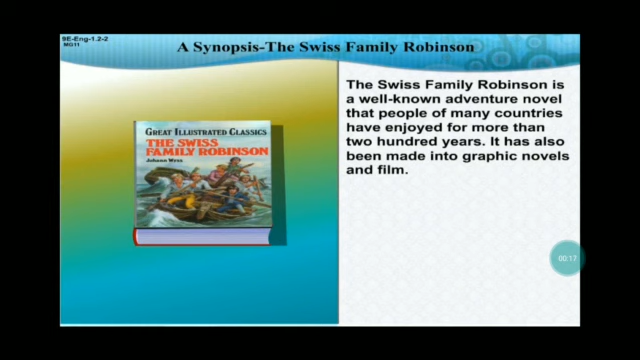 9E-Eng-1.2-2
MG11
A Synopsis-The Swiss Family Robinson
The Swiss Family Robinson is
a well-known adventure novel
that people of many countries
have enjoyed for more than
two hundred years. It has also
been made into graphic novels
and film.
GREAT ILLUSTRATED CLASSICS
THE SWISS
FAMILY ROBINSON
Johann Wyss
00:17